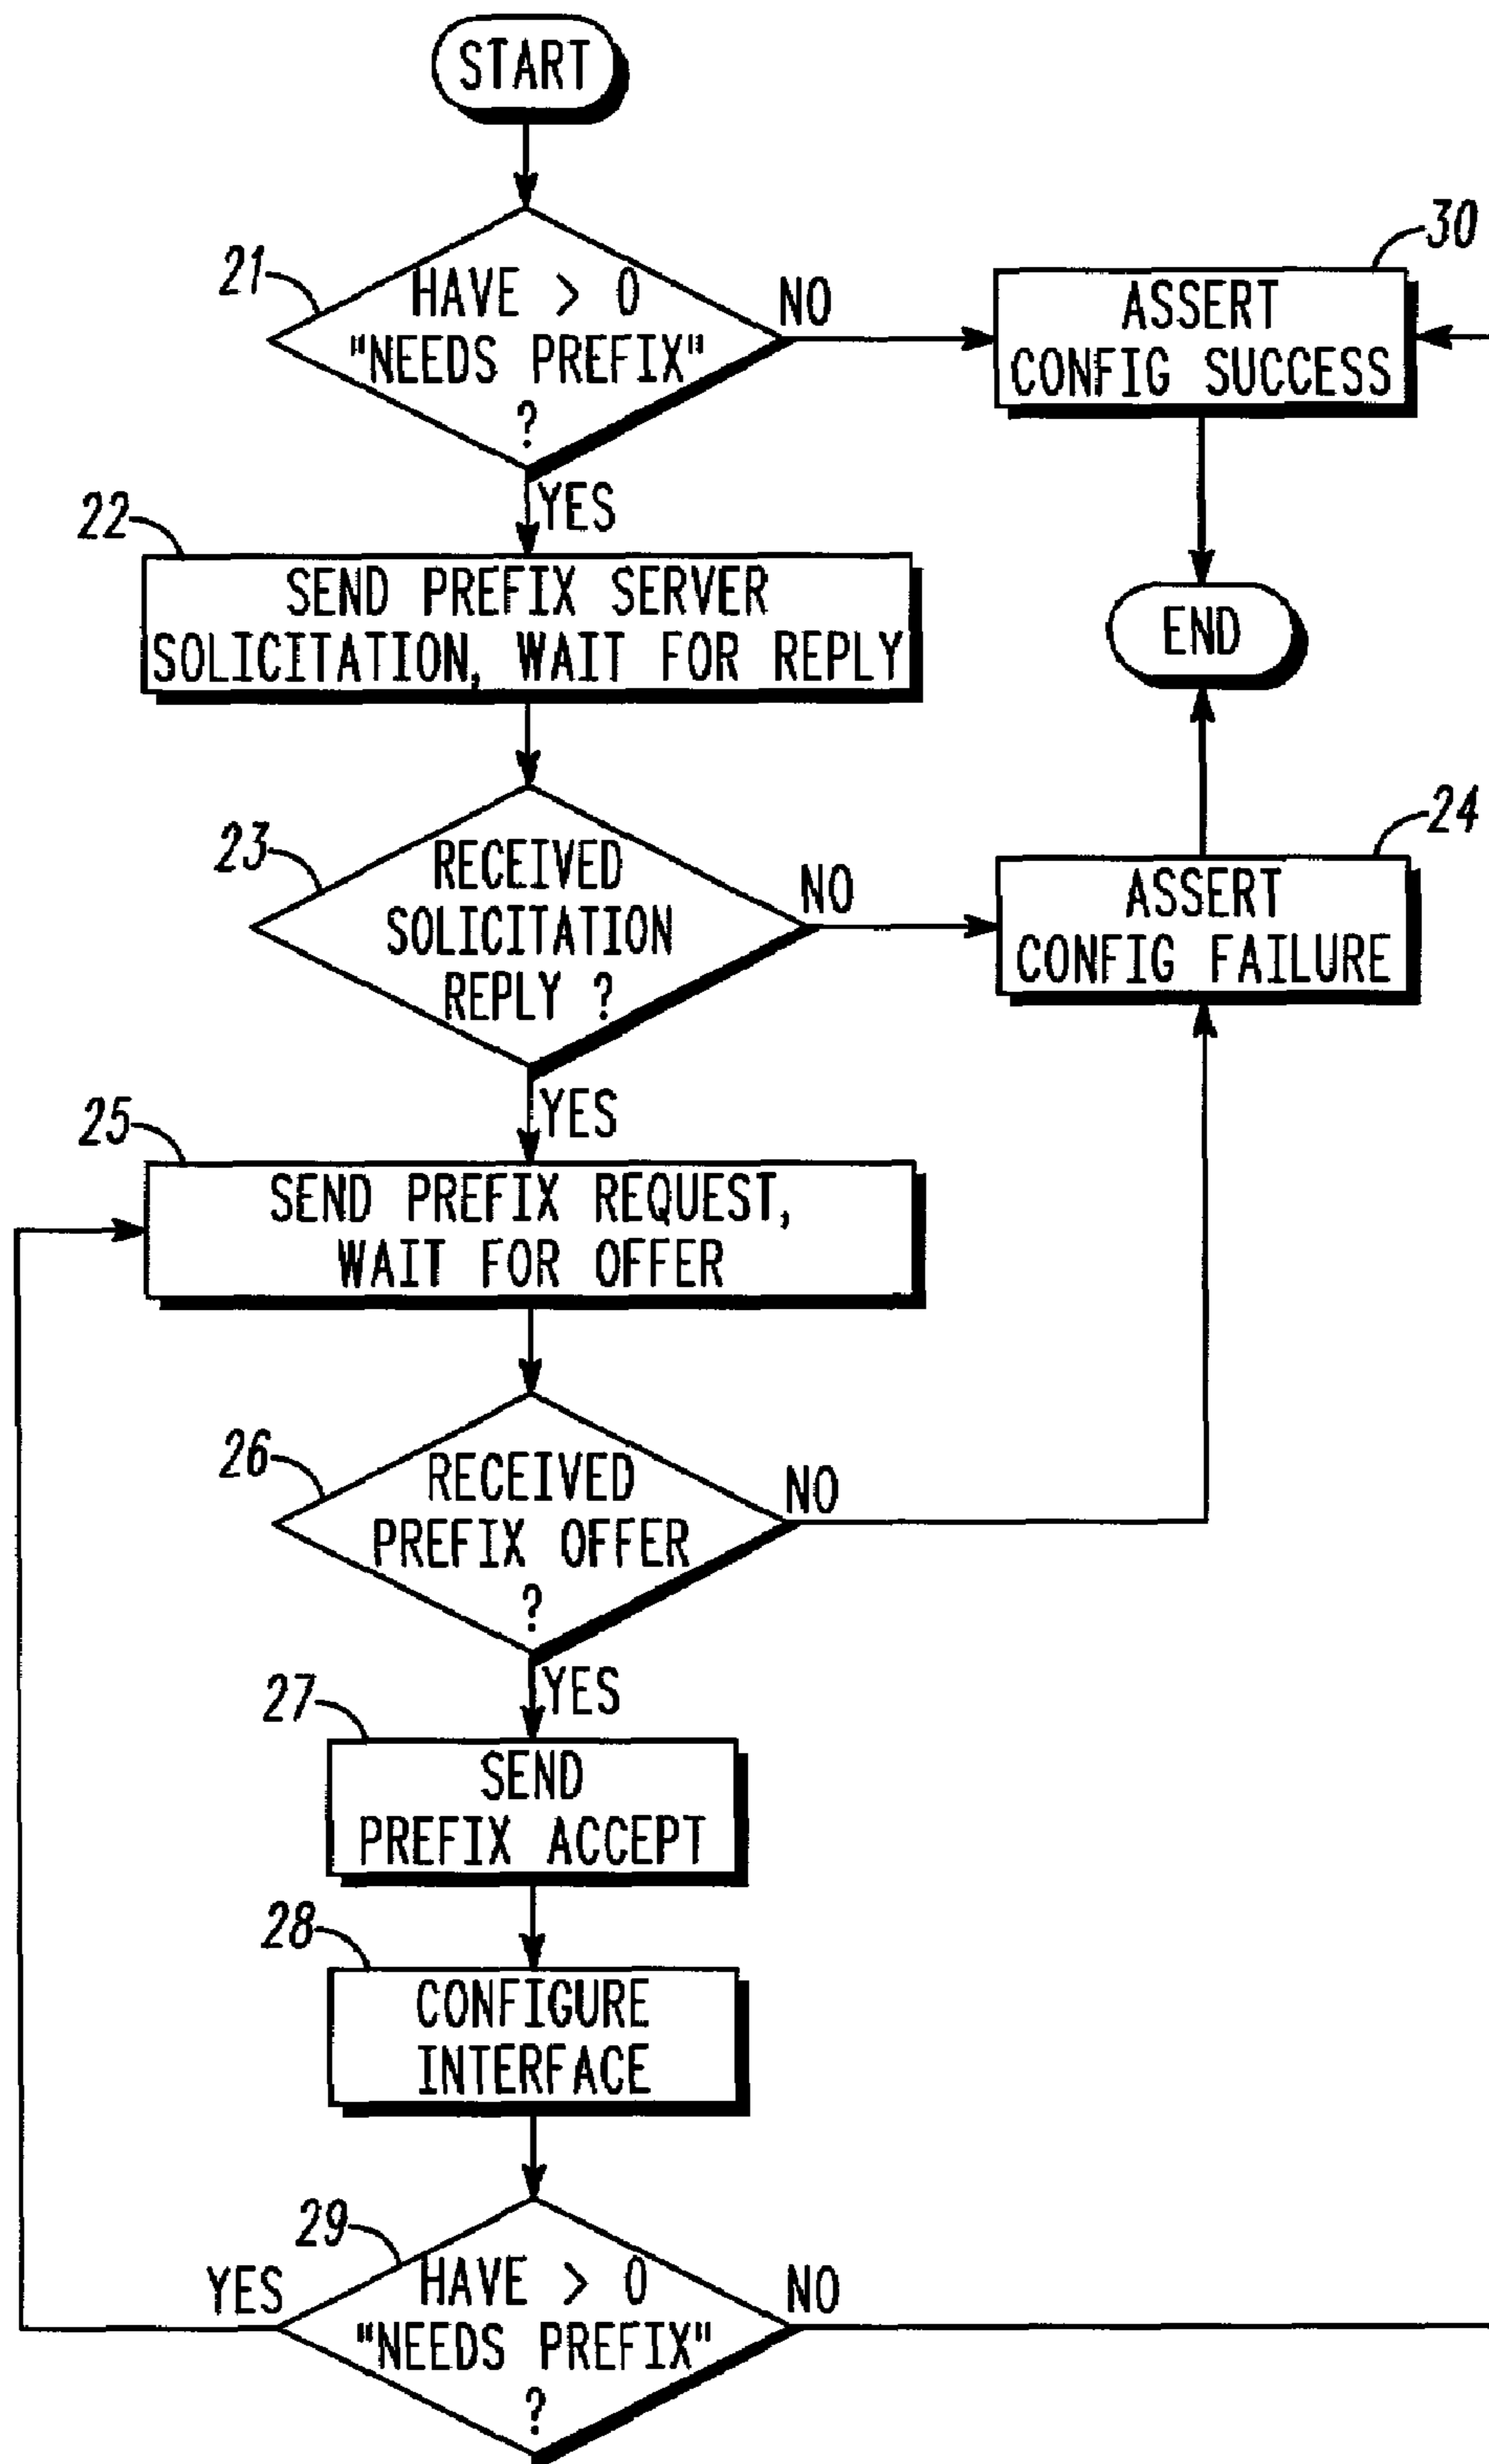 START
21
HAVE > 0
"NEEDS PREFIX"
?
NO
YES
30
ASSERT
CONFIG SUCCESS
22
SEND PREFIX SERVER
SOLICITATION, WAIT FOR REPLY
END
23
RECEIVED
SOLICITATION
REPLY ?
NO
YES
24
ASSERT
CONFIG FAILURE
25
SEND PREFIX REQUEST,
WAIT FOR OFFER
26
RECEIVED
PREFIX OFFER
?
NO
YES
27
SEND
PREFIX ACCEPT
28
CONFIGURE
INTERFACE
29
YES
HAVE > 0
"NEEDS PREFIX"
?
NO